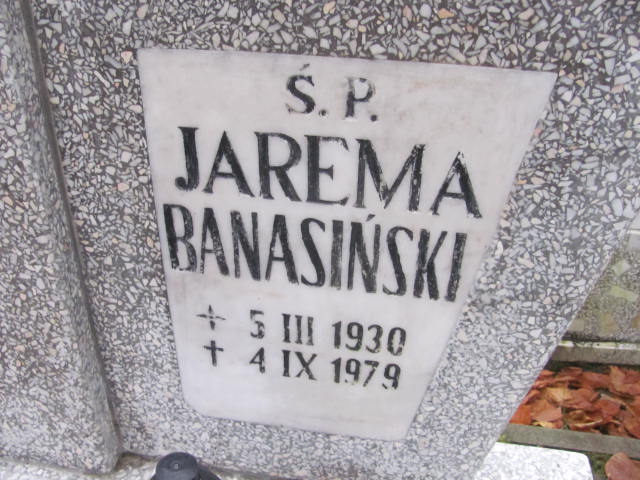 Ś. P.
JAREMA
BANASIŃSKI
5 III 1930
† 4 IX 1979